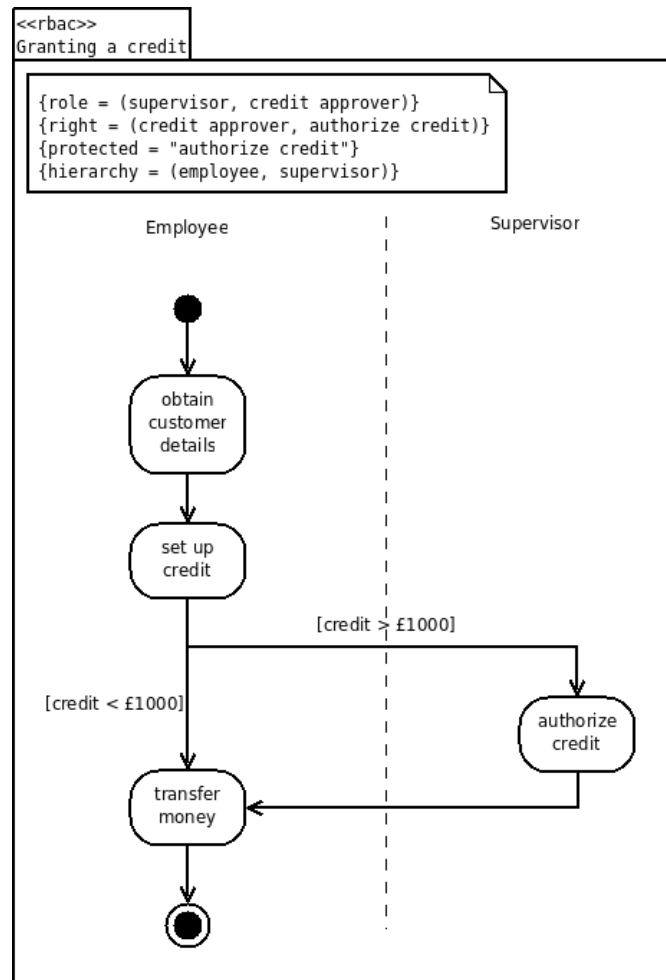 <<rbac>>
Granting a credit
{role = (supervisor, credit approver)}
{right = (credit approver, authorize credit)}
{protected = "authorize credit"}
{hierarchy = (employee, supervisor)}
Employee
Supervisor
obtain
customer
details
set up
credit
[credit > £1000]
[credit < £1000]
authorize
credit
transfer
money